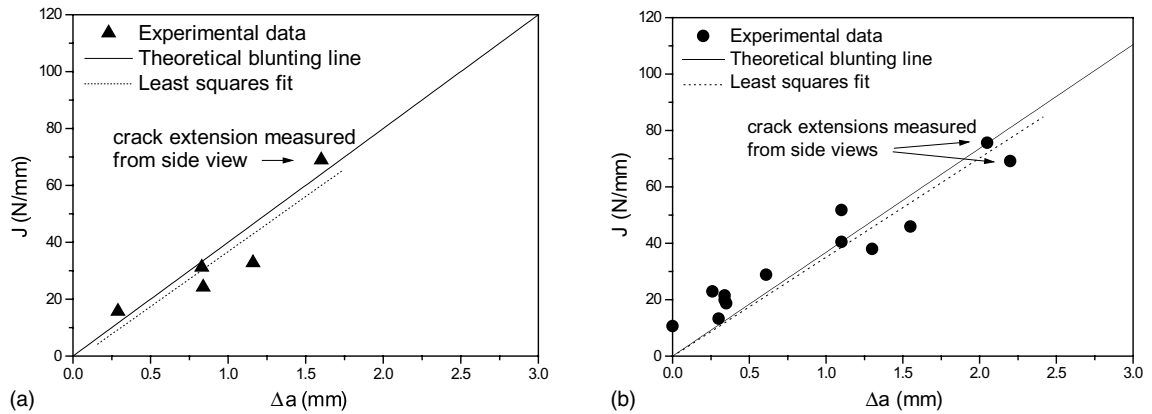 120
100
80
60
40
20
0
J (N/mm)
Experimental data
Theoretical blunting line
Least squares fit
crack extension measured
from side view
0.0 0.5 1.0 1.5 2.0 2.5 3.0
Δa (mm)
(a)
120
100
80
60
40
20
0
J (N/mm)
Experimental data
Theoretical blunting line
Least squares fit
crack extensions measured
from side views
0.0 0.5 1.0 1.5 2.0 2.5 3.0
Δa (mm)
(b)